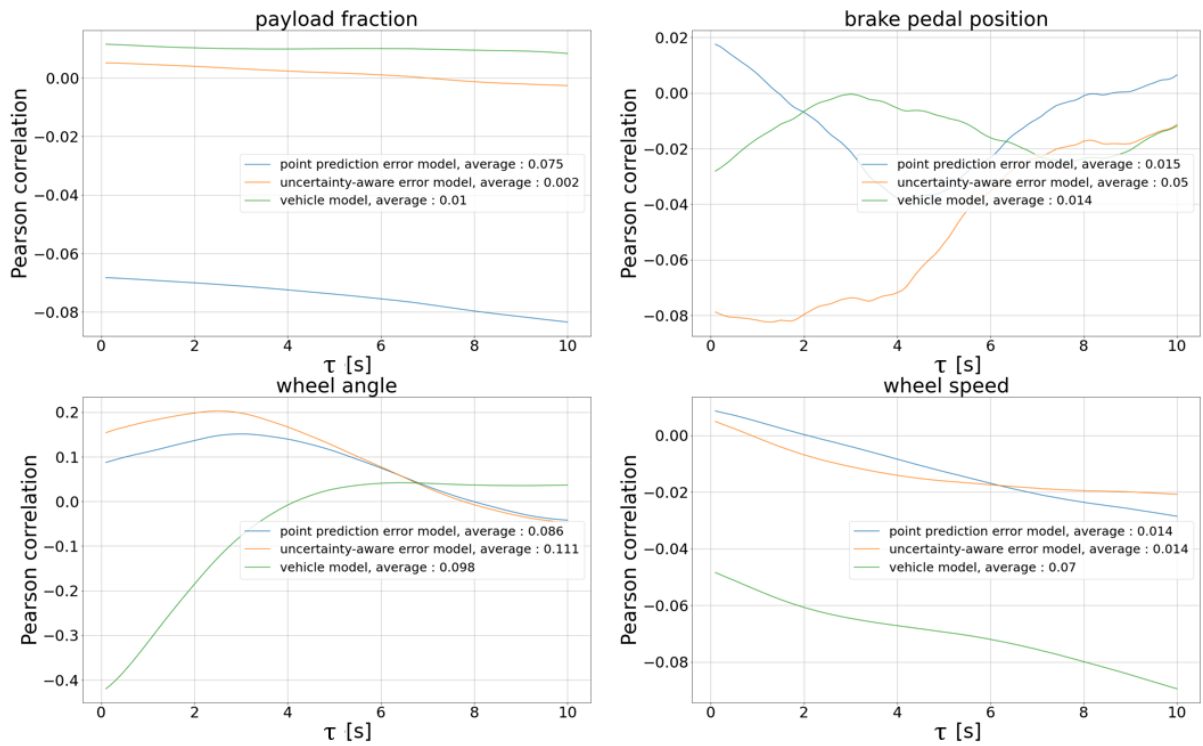 payload fraction
0.00
−0.02
−0.04
−0.06
−0.08
Pearson correlation
point prediction error model, average : 0.075
uncertainty-aware error model, average : 0.002
vehicle model, average : 0.01
0 2 4 6 8 10
τ [s]
brake pedal position
0.02
0.00
−0.02
−0.04
−0.06
−0.08
Pearson correlation
point prediction error model, average : 0.015
uncertainty-aware error model, average : 0.05
vehicle model, average : 0.014
0 2 4 6 8 10
τ [s]
wheel angle
0.2
0.1
0.0
−0.1
−0.2
−0.3
−0.4
Pearson correlation
point prediction error model, average : 0.086
uncertainty-aware error model, average : 0.111
vehicle model, average : 0.098
0 2 4 6 8 10
τ [s]
wheel speed
0.00
−0.02
−0.04
−0.06
−0.08
Pearson correlation
point prediction error model, average : 0.014
uncertainty-aware error model, average : 0.014
vehicle model, average : 0.07
0 2 4 6 8 10
τ [s]